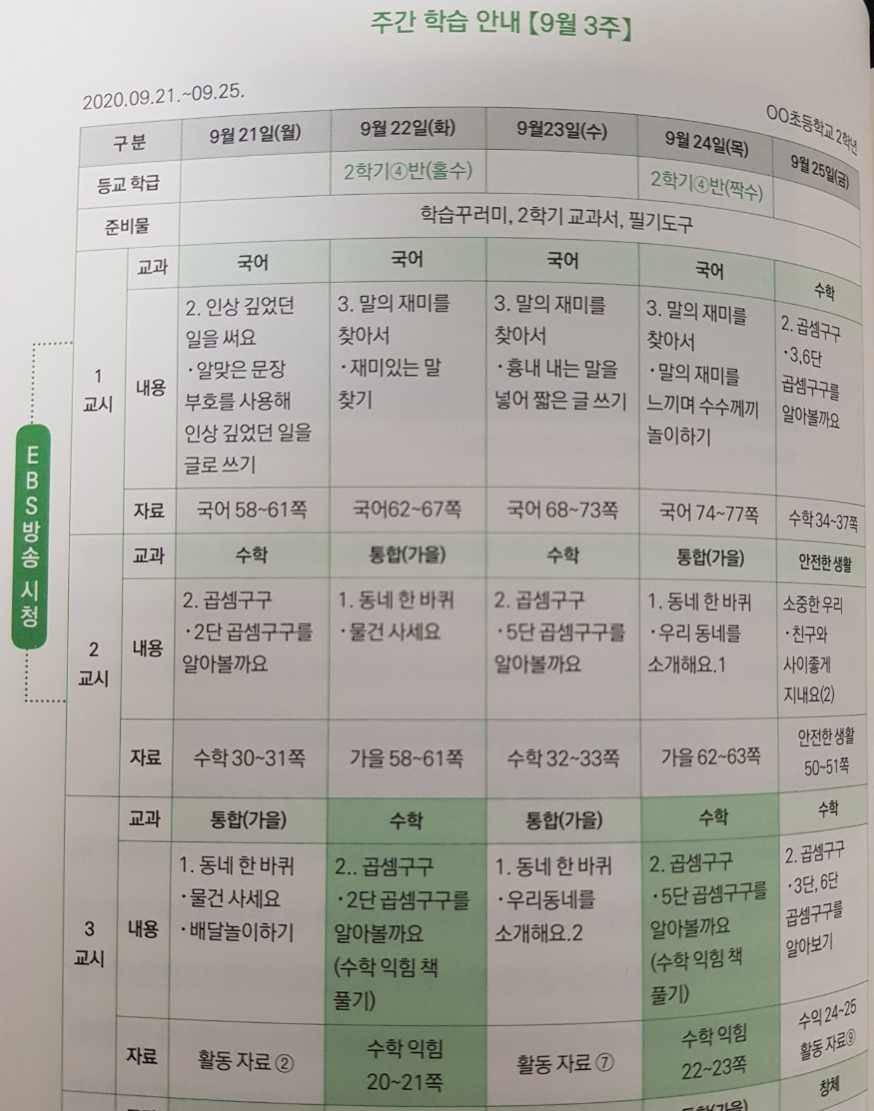 주간 학습 안내【9월 3주】
2020.09.21.~09.25.
OO초등학교 2학년
구 분 9월 21일(월) 9월 22일(화) 9월23일(수) 9월 24일(목) 9월 25일(금)
등교 학급 2학기④반(홀수) 2학기④반(짝수)
준비물 학습꾸러미, 2학기 교과서, 필기도구
EBS방송 시청
1
교시
교과 국어 국어 국어 국어 수학
내용
2. 인상 깊었던
일을 써요
·알맞은 문장
부호를 사용해
인상 깊었던 일을
글로 쓰기
3. 말의 재미를
찾아서
·재미있는 말
찾기
3. 말의 재미를
찾아서
·흉내 내는 말을
넣어 짧은 글 쓰기
3. 말의 재미를
찾아서
·말의 재미를
느끼며 수수께끼
놀이하기
2. 곱셈구구
·3,6단
곱셈구구를
알아볼까요
자료 국어 58~61쪽 국어62~67쪽 국어 68~73쪽 국어 74~77쪽 수학 34~37쪽
2
교시
교과 수학 통합(가을) 수학 통합(가을) 안전한 생활
내용
2. 곱셈구구
·2단 곱셈구구를
알아볼까요
1. 동네 한 바퀴
·물건 사세요
2. 곱셈구구
·5단 곱셈구구를
알아볼까요
1. 동네 한 바퀴
·우리 동네를
소개해요.1
소중한 우리
·친구와
사이좋게
지내요(2)
자료 수학 30~31쪽 가을 58~61쪽 수학 32~33쪽 가을 62~63쪽 안전한 생활
50~51쪽
3
교시
교과 통합(가을) 수학 통합(가을) 수학 수학
내용
1. 동네 한 바퀴
·물건 사세요
·배달놀이하기
2.. 곱셈구구
·2단 곱셈구구를
알아볼까요
(수학 익힘 책
풀기)
1. 동네 한 바퀴
·우리동네를
소개해요.2
2. 곱셈구구
·5단 곱셈구구를
알아볼까요
(수학 익힘 책
풀기)
2. 곱셈구구
·3단, 6단
곱셈구구를
알아보기
자료 활동 자료 ②
수학 익힘
20~21쪽
활동 자료 ⑦
수학 익힘
22~23쪽
수익 24~25
활동 자료⑨
통합(가을) 창체